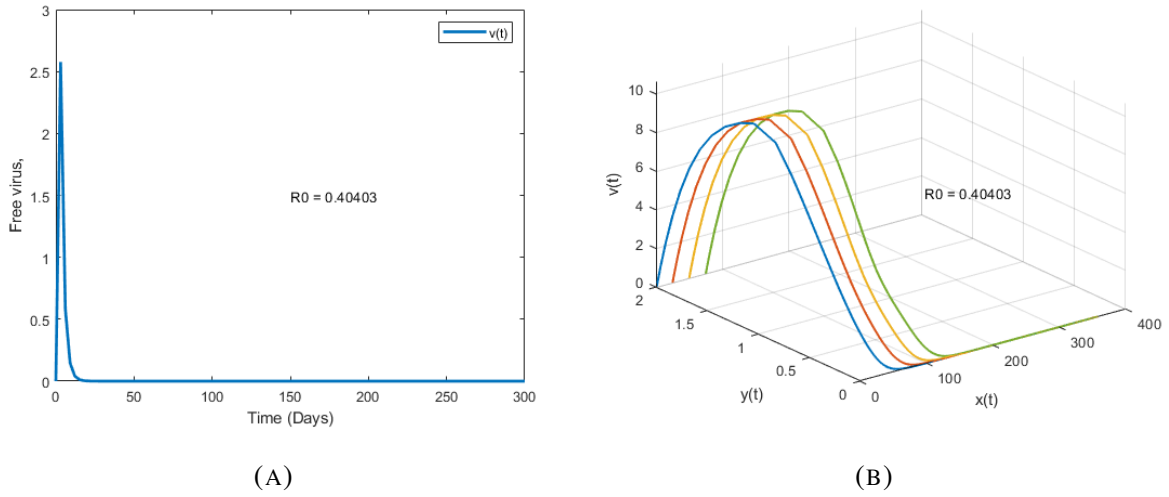 3
2.5
2
1.5
1
0.5
0
0 50 100 150 200 250 300
Free virus,
Time (Days)
v(t)
R0 = 0.40403
(A)
10
8
6
4
2
0
v(t)
2 1.5 1 0.5 0
y(t)
0 100 200 300 400
x(t)
R0 = 0.40403
(B)